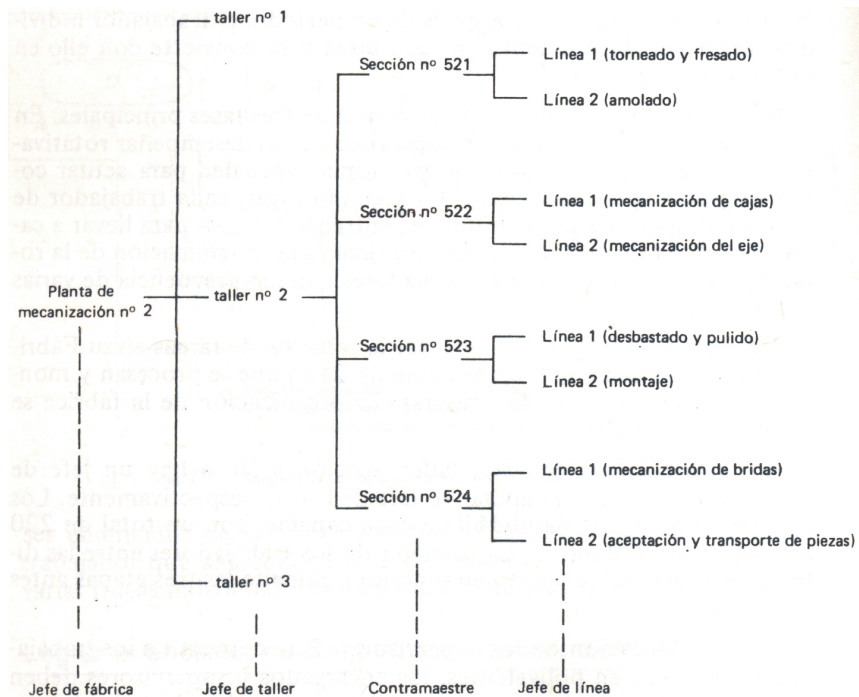 taller nº 1
Sección nº 521
Línea 1 (torneado y fresado)
Línea 2 (amolado)
Sección nº 522
Línea 1 (mecanización de cajas)
Línea 2 (mecanización del eje)
Planta de
mecanización nº 2
taller nº 2
Sección nº 523
Línea 1 (desbastado y pulido)
Línea 2 (montaje)
Sección nº 524
Línea 1 (mecanización de bridas)
Línea 2 (aceptación y transporte de piezas)
taller nº 3
Jefe de fábrica
Jefe de taller
Contramaestre
Jefe de línea